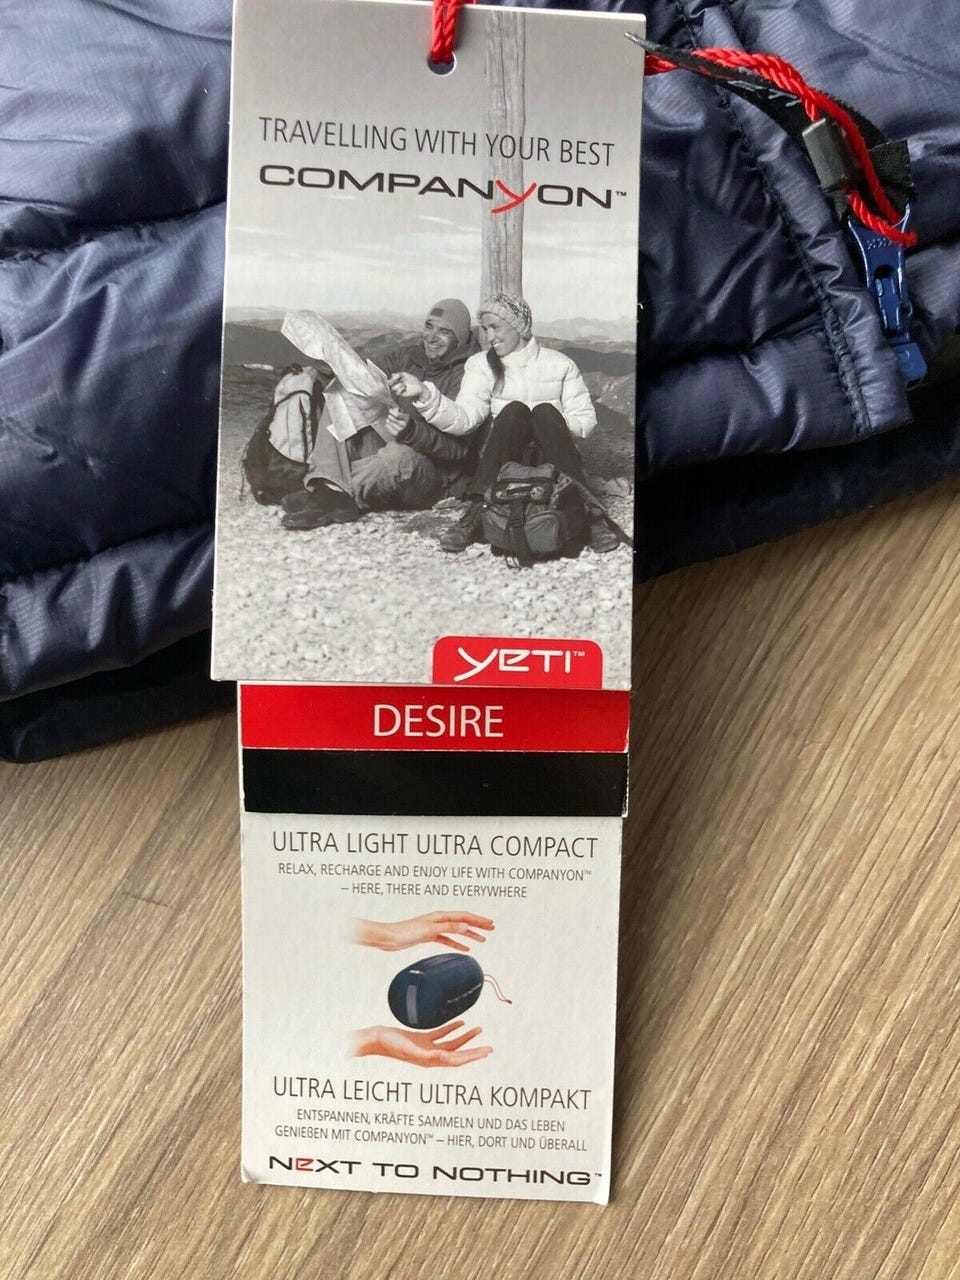 TRAVELLING WITH YOUR BEST
COMPANYON™
YETI™
DESIRE
ULTRA LIGHT ULTRA COMPACT
RELAX, RECHARGE AND ENJOY LIFE WITH COMPANYON™
– HERE, THERE AND EVERYWHERE
ULTRA LEICHT ULTRA KOMPAKT
ENTSPANNEN, KRÄFTE SAMMELN UND DAS LEBEN
GENIEßEN MIT COMPANYON™ – HIER, DORT UND ÜBERALL
NEXT TO NOTHING™